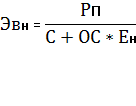 Эвн = Рп
С + ОС * Ен